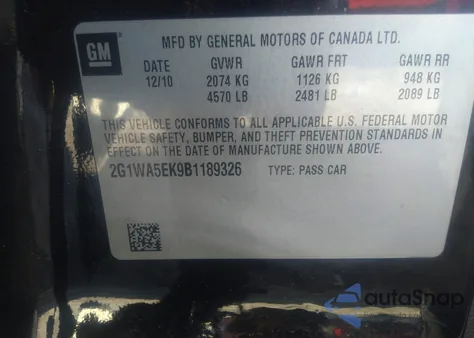 GM
MFD BY GENERAL MOTORS OF CANADA LTD.
DATE GVWR GAWR FRT GAWR RR
12/10 2074 KG 1126 KG 948 KG
4570 LB 2481 LB 2089 LB
THIS VEHICLE CONFORMS TO ALL APPLICABLE U.S. FEDERAL MOTOR
VEHICLE SAFETY, BUMPER, AND THEFT PREVENTION STANDARDS IN
EFFECT ON THE DATE OF MANUFACTURE SHOWN ABOVE.
2G1WA5EK9B1189326 TYPE: PASS CAR
autoSnap